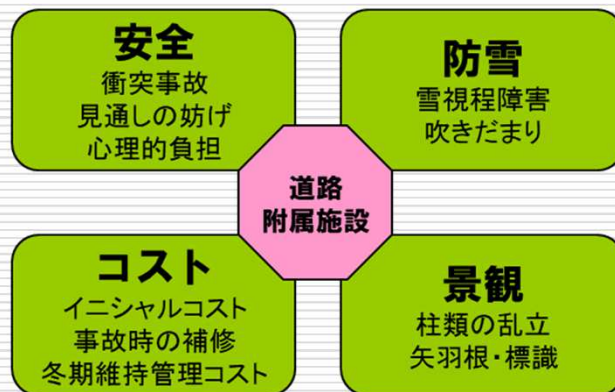 安全
衝突事故
見通しの妨げ
心理的負担
防雪
雪視程障害
吹きだまり
道路
附属施設
コスト
イニシャルコスト
事故時の補修
冬期維持管理コスト
景観
柱類の乱立
矢羽根・標識